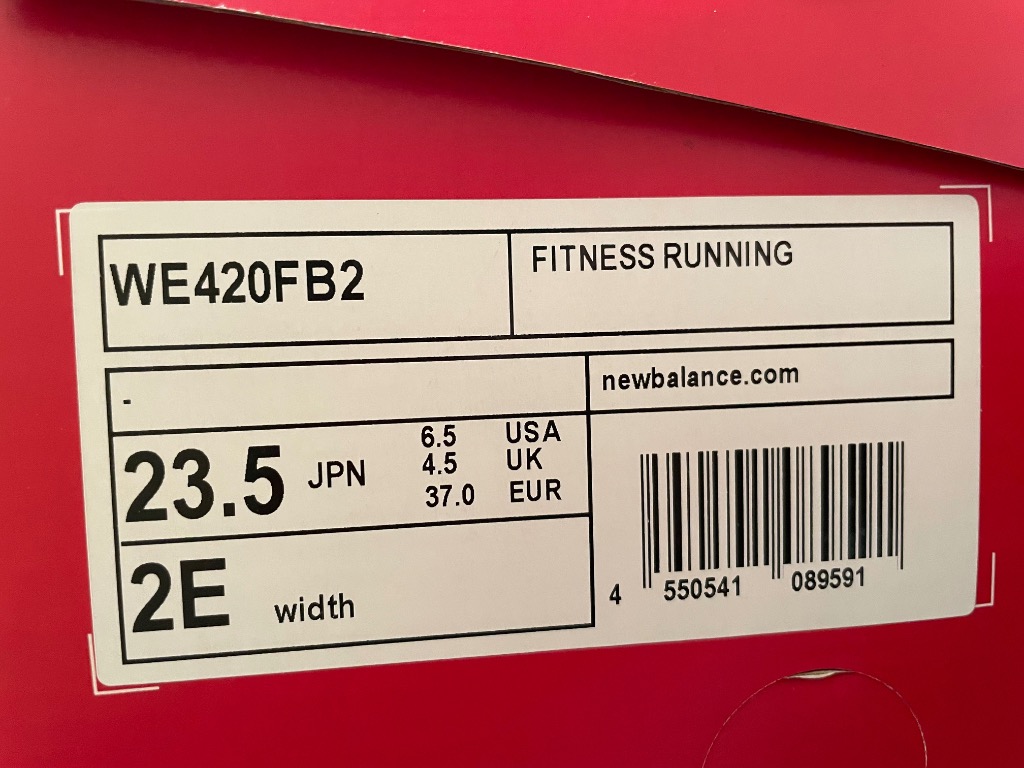 WE420FB2
FITNESS RUNNING
-
newbalance.com
23.5 JPN
6.5 USA
4.5 UK
37.0 EUR
2E width
4 550541 089591